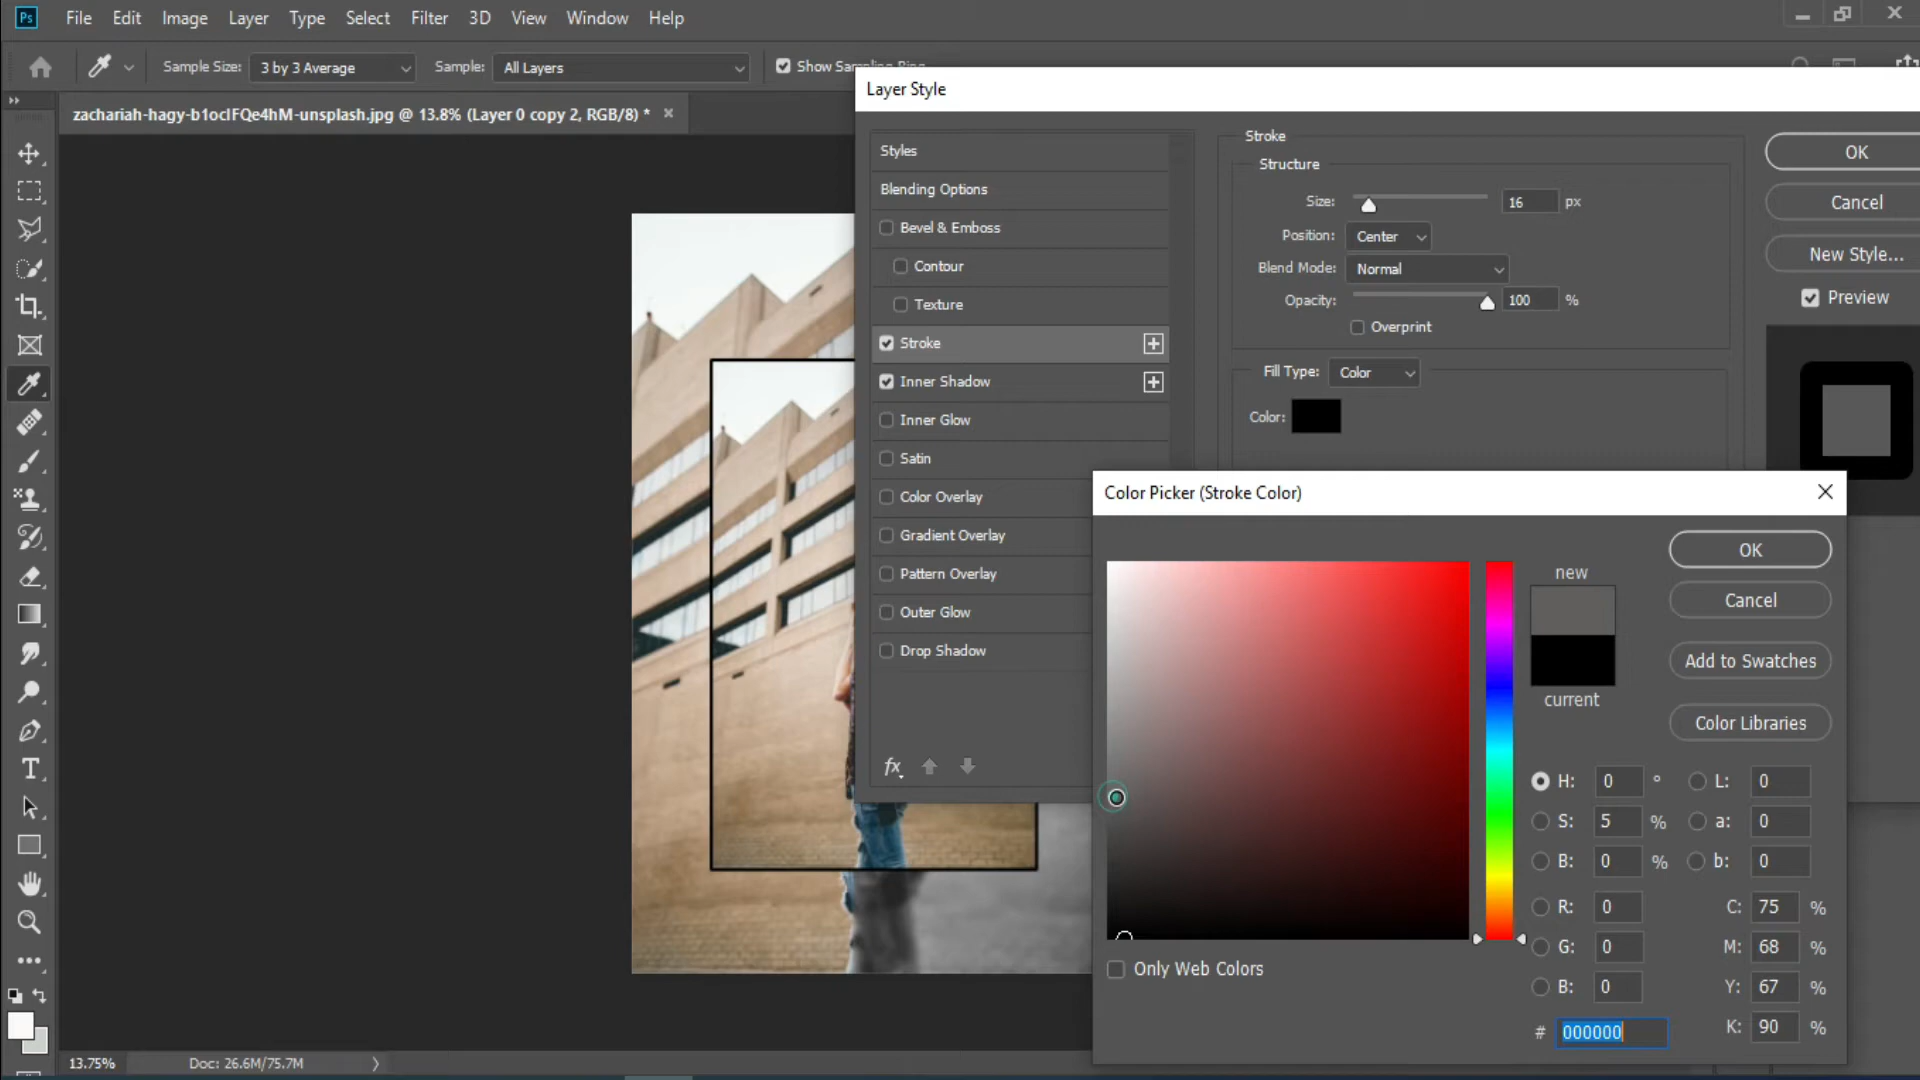 Ps File Edit Image Layer Type Select Filter 3D View Window Help
Sample Size: 3 by 3 Average Sample: All Layers Show Sampling Ring
zachariah-hagy-b1ocIFQe4hM-unsplash.jpg @ 13.8% (Layer 0 copy 2, RGB/8) *
Layer Style
Styles
Blending Options
Bevel & Emboss
Contour
Texture
Stroke
Inner Shadow
Inner Glow
Satin
Color Overlay
Gradient Overlay
Pattern Overlay
Outer Glow
Drop Shadow
fx
Stroke
Structure
Size: 16 px
Position: Center
Blend Mode: Normal
Opacity: 100 %
Overprint
Fill Type: Color
Color:
OK
Cancel
New Style...
Preview
Color Picker (Stroke Color)
new
current
OK
Cancel
Add to Swatches
Color Libraries
H: 0 ° L: 0
S: 5 % a: 0
B: 0 % b: 0
R: 0 C: 75 %
G: 0 M: 68 %
B: 0 Y: 67 %
# 000000 K: 90 %
Only Web Colors
13.75% Doc: 26.6M/75.7M